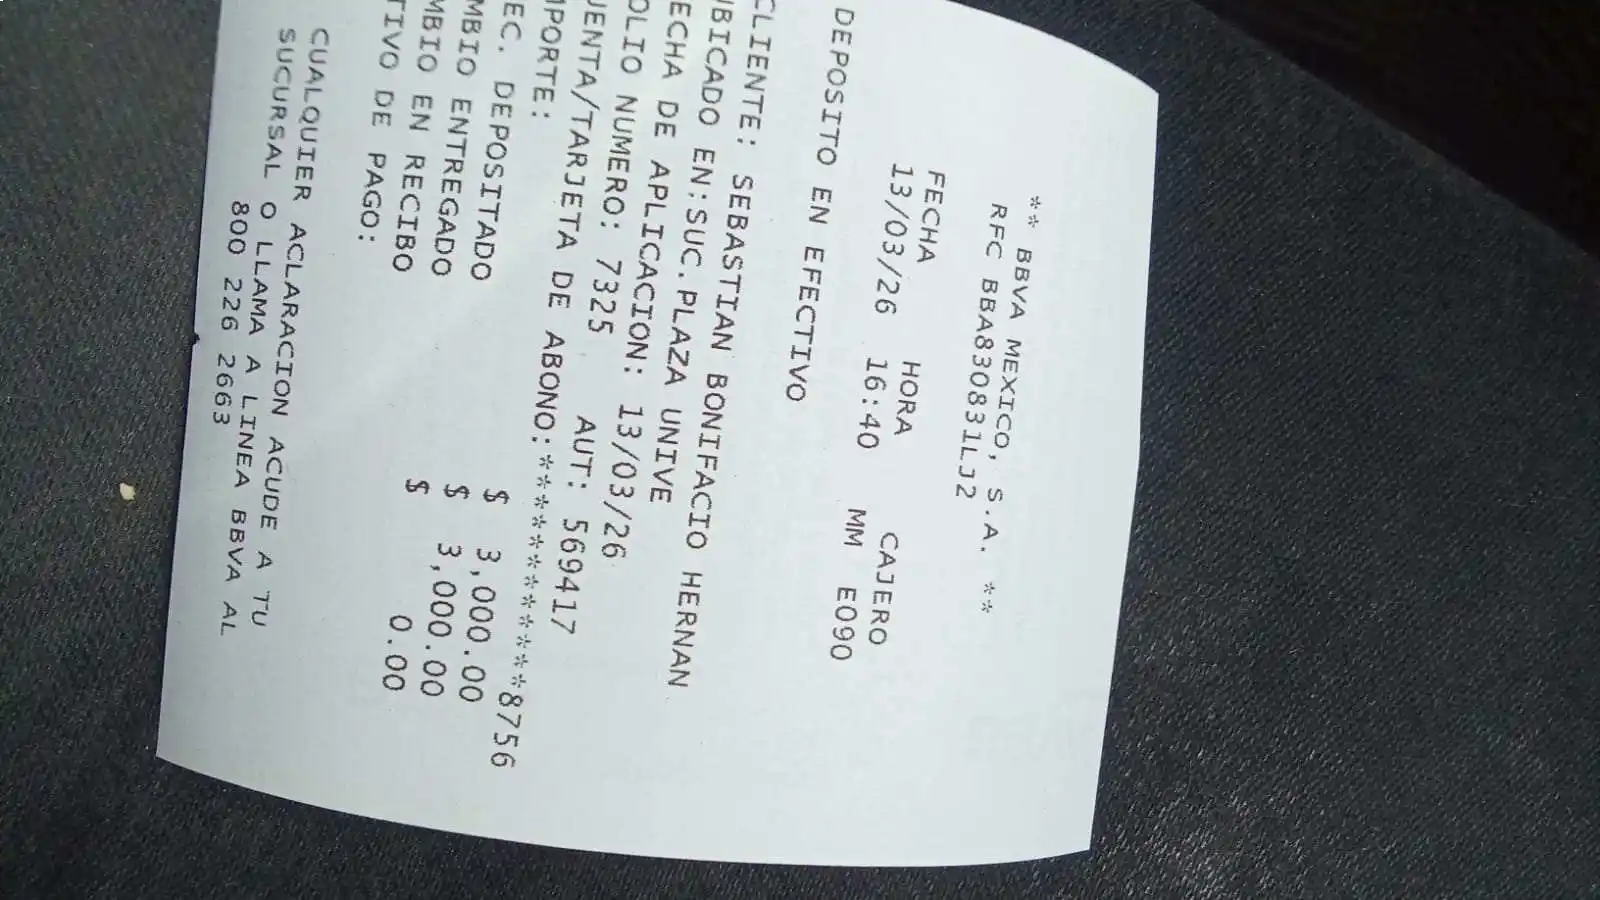 ** BBVA MEXICO, S.A. **
RFC BBA830831LJ2
FECHA HORA CAJERO
13/03/26 16:40 MM E090
DEPOSITO EN EFECTIVO
CLIENTE: SEBASTIAN BONIFACIO HERNAN
UBICADO EN:SUC.PLAZA UNIVE
ECHA DE APLICACION: 13/03/26
OLIO NUMERO: 7325 AUT: 569417
UENTA/TARJETA DE ABONO:************8756
MPORTE: $ 3,000.00
EC. DEPOSITADO $ 3,000.00
MBIO ENTREGADO $ 0.00
MBIO EN RECIBO
TIVO DE PAGO:
CUALQUIER ACLARACION ACUDE A TU
SUCURSAL O LLAMA A LINEA BBVA AL
800 226 2663